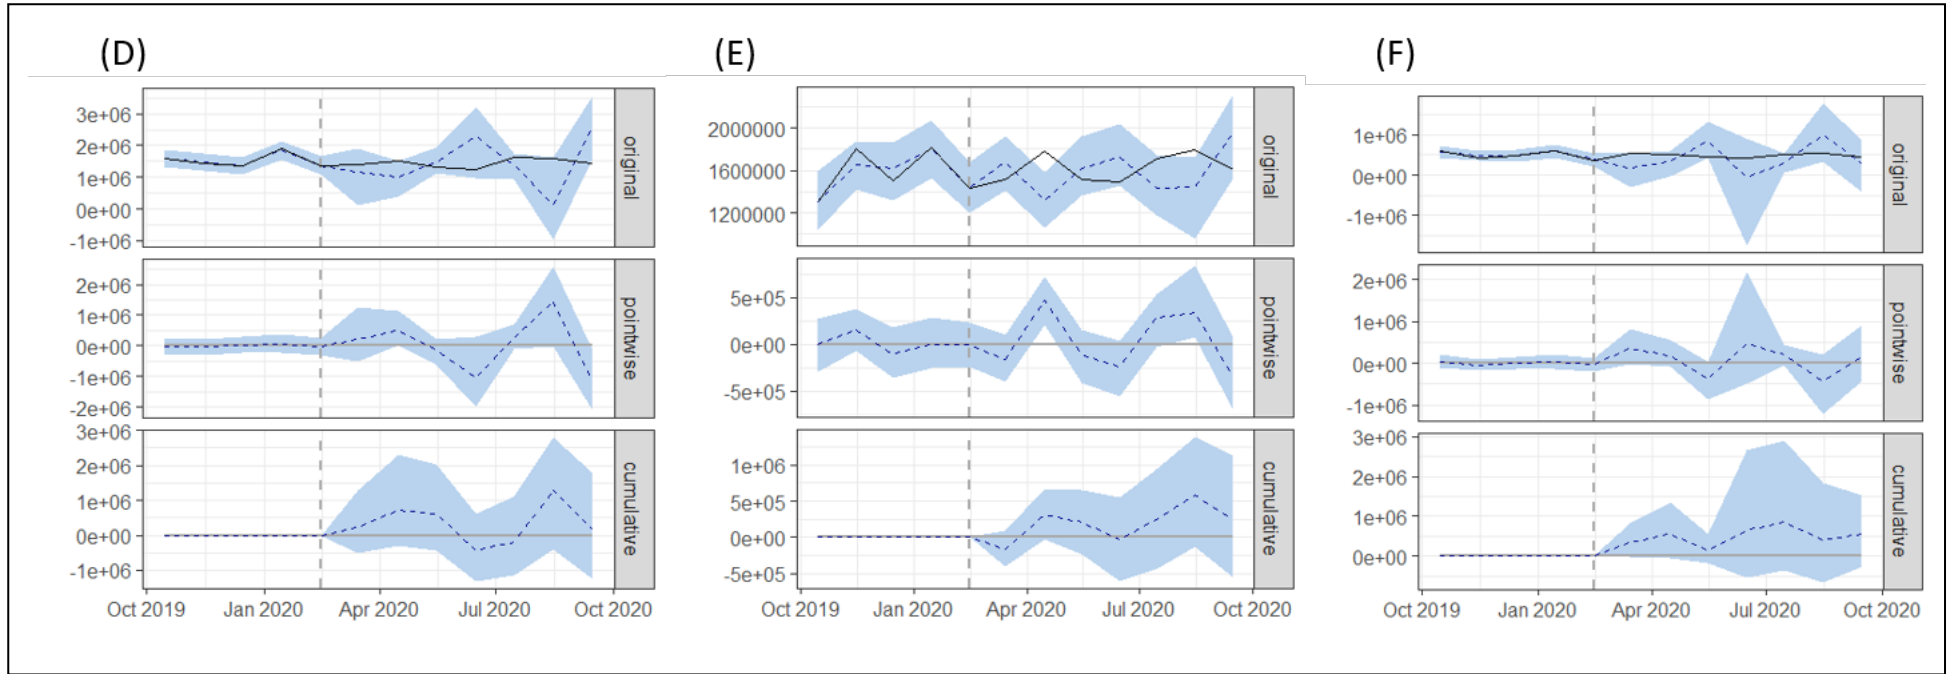 (D)
3e+06
2e+06
1e+06
0e+00
-1e+06
original
2e+06
1e+06
0e+00
-1e+06
-2e+06
pointwise
3e+06
2e+06
1e+06
0e+00
-1e+06
cumulative
Oct 2019 Jan 2020 Apr 2020 Jul 2020 Oct 2020
(E)
2000000
1600000
1200000
original
5e+05
0e+00
-5e+05
pointwise
1e+06
5e+05
0e+00
-5e+05
cumulative
Oct 2019 Jan 2020 Apr 2020 Jul 2020 Oct 2020
(F)
1e+06
0e+00
-1e+06
original
2e+06
1e+06
0e+00
-1e+06
pointwise
3e+06
2e+06
1e+06
0e+00
cumulative
Oct 2019 Jan 2020 Apr 2020 Jul 2020 Oct 2020